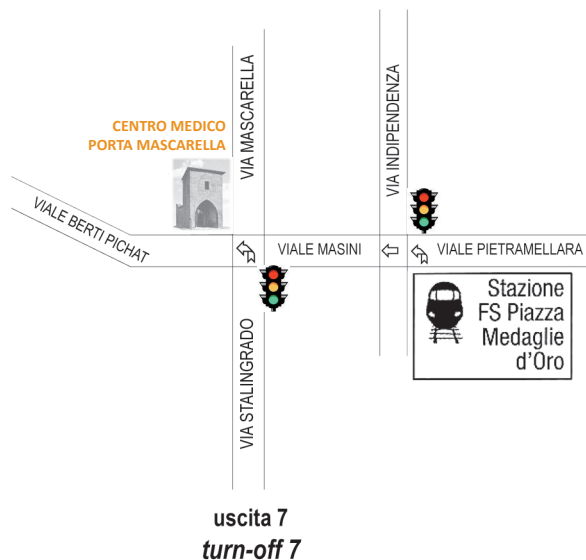 VIA MASCARELLA
VIA INDIPENDENZA
CENTRO MEDICO
PORTA MASCARELLA
VIALE BERTI PICHAT
VIALE MASINI
VIALE PIETRAMELLARA
Stazione
FS Piazza
Medaglie
d'Oro
VIA STALINGRADO
uscita 7
turn-off 7